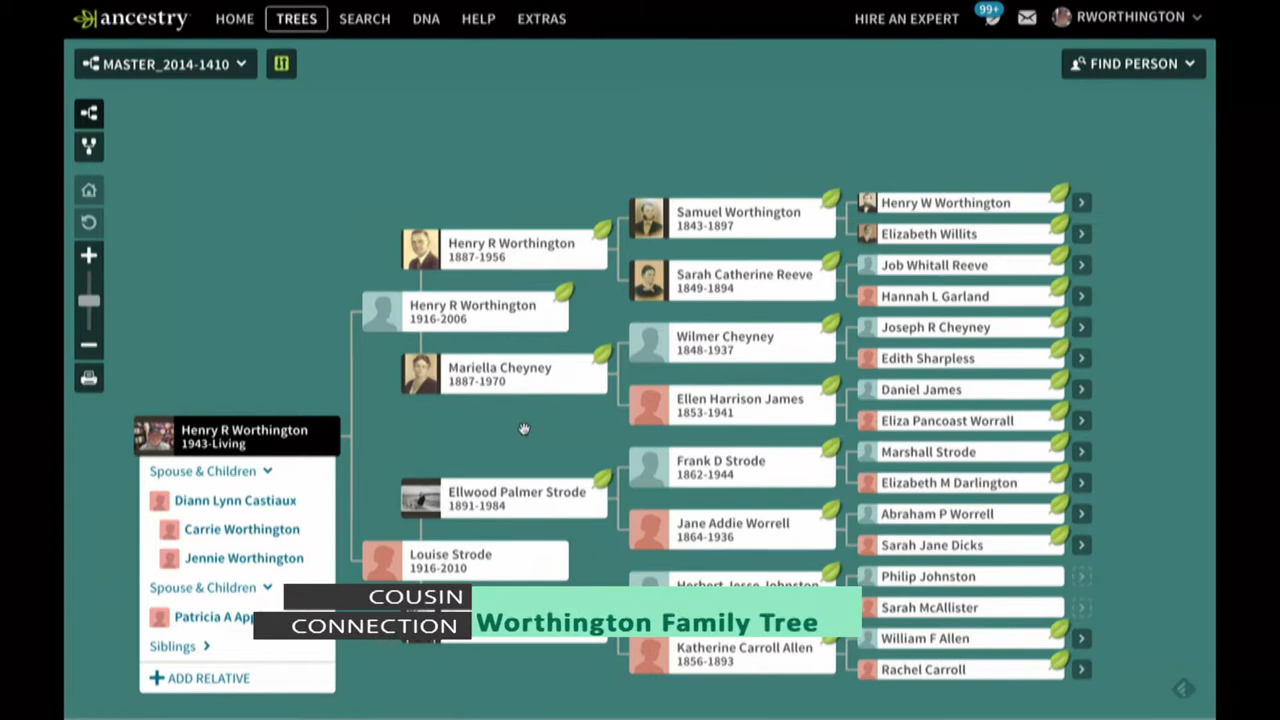 ancestry
HOME
TREES
SEARCH
DNA
HELP
EXTRAS
HIRE AN EXPERT
99+
RWORTHINGTON
MASTER_2014-1410
FIND PERSON
Henry R Worthington
1943-Living
Spouse & Children
Diann Lynn Castiaux
Carrie Worthington
Jennie Worthington
Spouse & Children
Patricia A
Siblings
ADD RELATIVE
Henry R Worthington
1887-1956
Henry R Worthington
1916-2006
Mariella Cheyney
1887-1970
Ellwood Palmer Strode
1891-1984
Louise Strode
1916-2010
Samuel Worthington
1843-1897
Sarah Catherine Reeve
1849-1894
Wilmer Cheyney
1848-1937
Ellen Harrison James
1853-1941
Frank D Strode
1862-1944
Jane Addie Worrell
1864-1936
Herbert Jesse Johnston
Katherine Carroll Allen
1856-1893
Henry W Worthington
Elizabeth Willits
Job Whitall Reeve
Hannah L Garland
Joseph R Cheyney
Edith Sharpless
Daniel James
Eliza Pancoast Worrall
Marshall Strode
Elizabeth M Darlington
Abraham P Worrell
Sarah Jane Dicks
Philip Johnston
Sarah McAllister
William F Allen
Rachel Carroll
COUSIN
CONNECTION
Worthington Family Tree